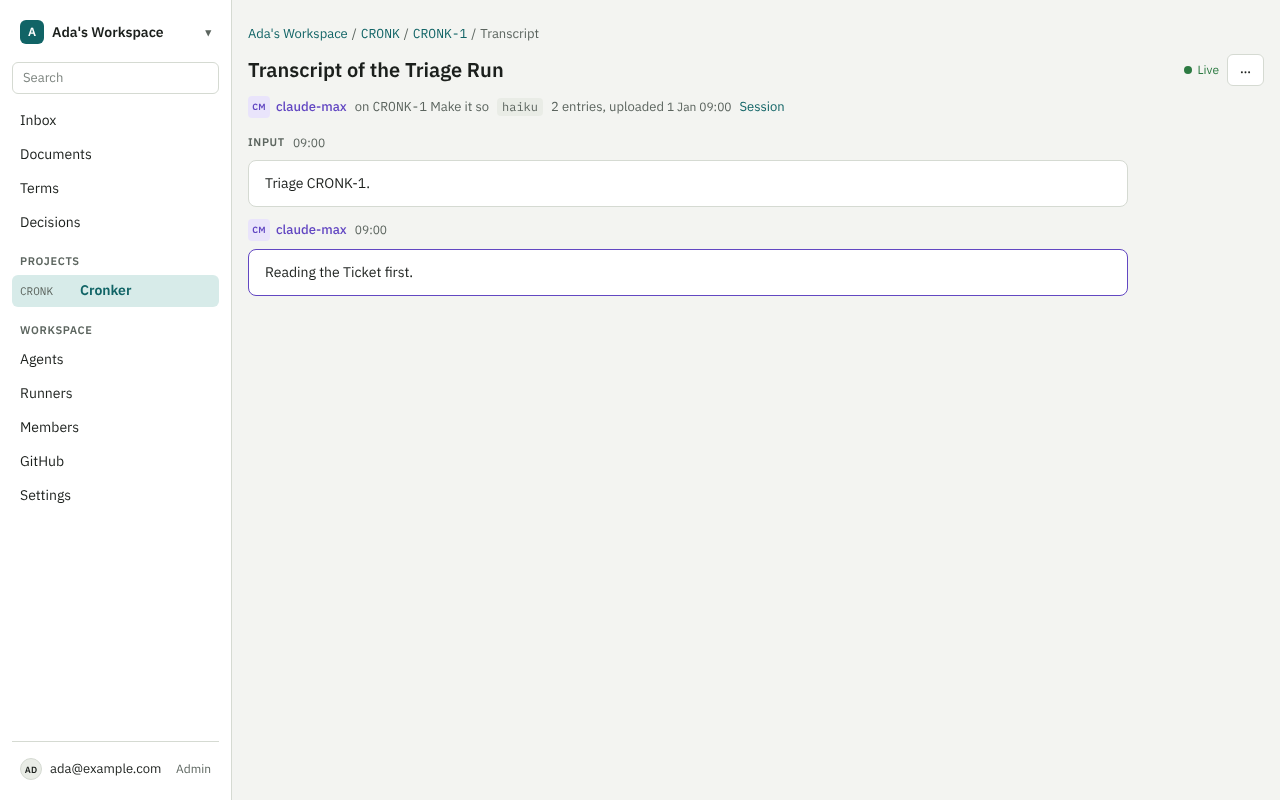 A Ada's Workspace ▾
Search
Inbox
Documents
Terms
Decisions
PROJECTS
CRONK Cronker
WORKSPACE
Agents
Runners
Members
GitHub
Settings
AD ada@example.com Admin
Ada's Workspace / CRONK / CRONK-1 / Transcript
Transcript of the Triage Run
Live ...
CM claude-max on CRONK-1 Make it so haiku 2 entries, uploaded 1 Jan 09:00 Session
INPUT 09:00
Triage CRONK-1.
CM claude-max 09:00
Reading the Ticket first.